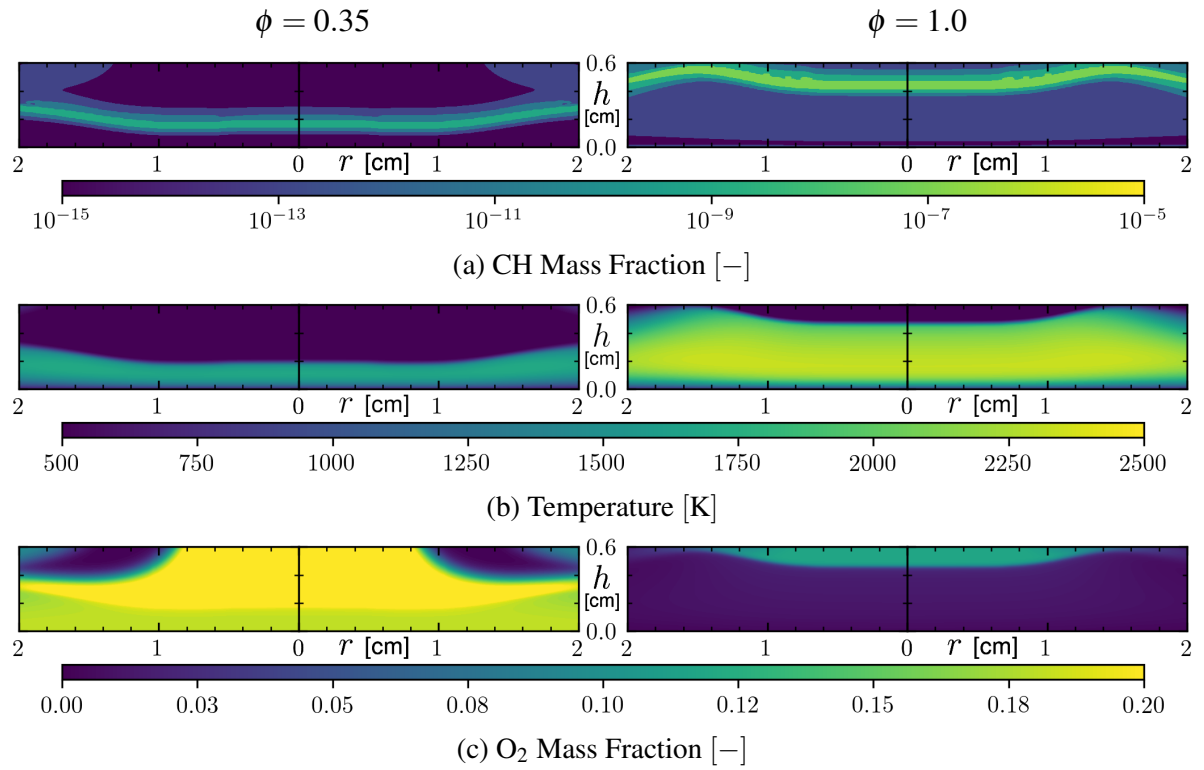 ϕ = 0.35 ϕ = 1.0
0.6
h
[cm]
0.0
2 1 0 r [cm] 1 2 2 1 0 r [cm] 1 2
10⁻¹⁵ 10⁻¹³ 10⁻¹¹ 10⁻⁹ 10⁻⁷ 10⁻⁵
(a) CH Mass Fraction [−]
0.6
h
[cm]
0.0
2 1 0 r [cm] 1 2 2 1 0 r [cm] 1 2
500 750 1000 1250 1500 1750 2000 2250 2500
(b) Temperature [K]
0.6
h
[cm]
0.0
2 1 0 r [cm] 1 2 2 1 0 r [cm] 1 2
0.00 0.03 0.05 0.08 0.10 0.12 0.15 0.18 0.20
(c) O₂ Mass Fraction [−]